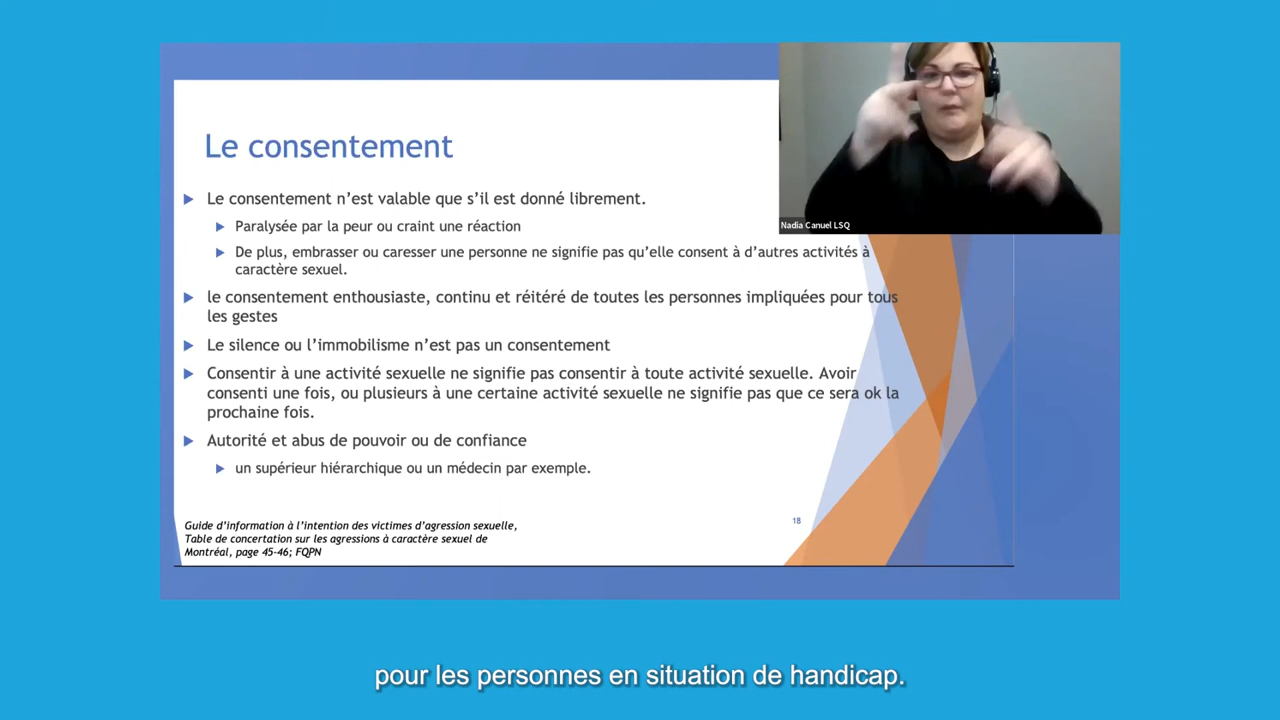 Le consentement
Le consentement n'est valable que s'il est donné librement.
Paralysée par la peur ou craint une réaction
De plus, embrasser ou caresser une personne ne signifie pas qu'elle consent à d'autres activités à
caractère sexuel.
le consentement enthousiaste, continu et réitéré de toutes les personnes impliquées pour tous
les gestes
Le silence ou l'immobilisme n'est pas un consentement
Consentir à une activité sexuelle ne signifie pas consentir à toute activité sexuelle. Avoir
consenti une fois, ou plusieurs à une certaine activité sexuelle ne signifie pas que ce sera ok la
prochaine fois.
Autorité et abus de pouvoir ou de confiance
un supérieur hiérarchique ou un médecin par exemple.
Guide d'information à l'intention des victimes d'agression sexuelle,
Table de concertation sur les agressions à caractère sexuel de
Montréal, page 45-46; FQPN
18
Nadia Canuel LSQ
pour les personnes en situation de handicap.